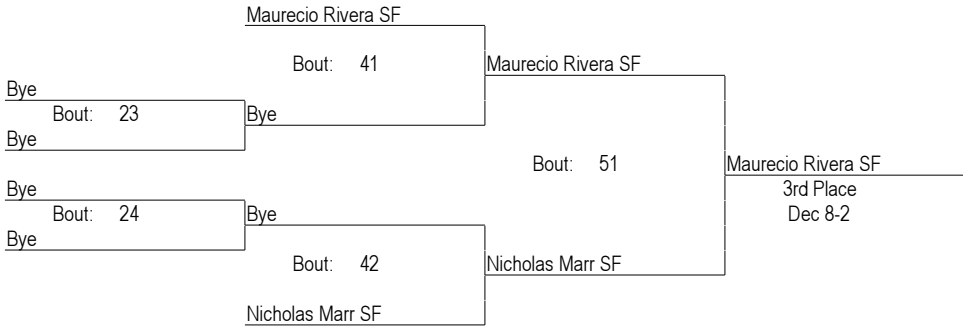 Maurecio Rivera SF
Bout: 41
Maurecio Rivera SF
Bye
Bout: 23
Bye
Bye
Bout: 51
Maurecio Rivera SF
3rd Place
Dec 8-2
Bye
Bout: 24
Bye
Bye
Bout: 42
Nicholas Marr SF
Nicholas Marr SF